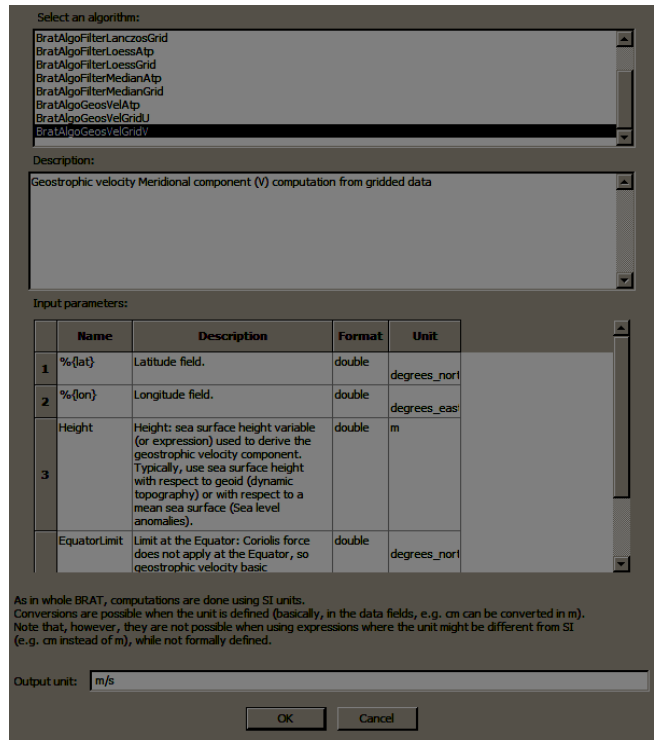 Select an algorithm:
BratAlgoFilterLanczosGrid
BratAlgoFilterLoessAtp
BratAlgoFilterLoessGrid
BratAlgoFilterMedianAtp
BratAlgoFilterMedianGrid
BratAlgoGeosVelAtp
BratAlgoGeosVelGridU
BratAlgoGeosVelGridV
Description:
Geostrophic velocity Meridional component (V) computation from gridded data
Input parameters:
Name Description Format Unit
1 %{lat} Latitude field. double degrees_nort
2 %{lon} Longitude field. double degrees_east
3 Height Height: sea surface height variable double m
(or expression) used to derive the
geostrophic velocity component.
Typically, use sea surface height
with respect to geoid (dynamic
topography) or with respect to a
mean sea surface (Sea level
anomalies).
EquatorLimit Limit at the Equator: Coriolis force double
does not apply at the Equator, so degrees_nort
geostrophic velocity basic
As in whole BRAT, computations are done using SI units.
Conversions are possible when the unit is defined (basically, in the data fields, e.g. cm can be converted in m).
Note that, however, they are not possible when using expressions where the unit might be different from SI
(e.g. cm instead of m), while not formally defined.
Output unit: m/s
OK Cancel